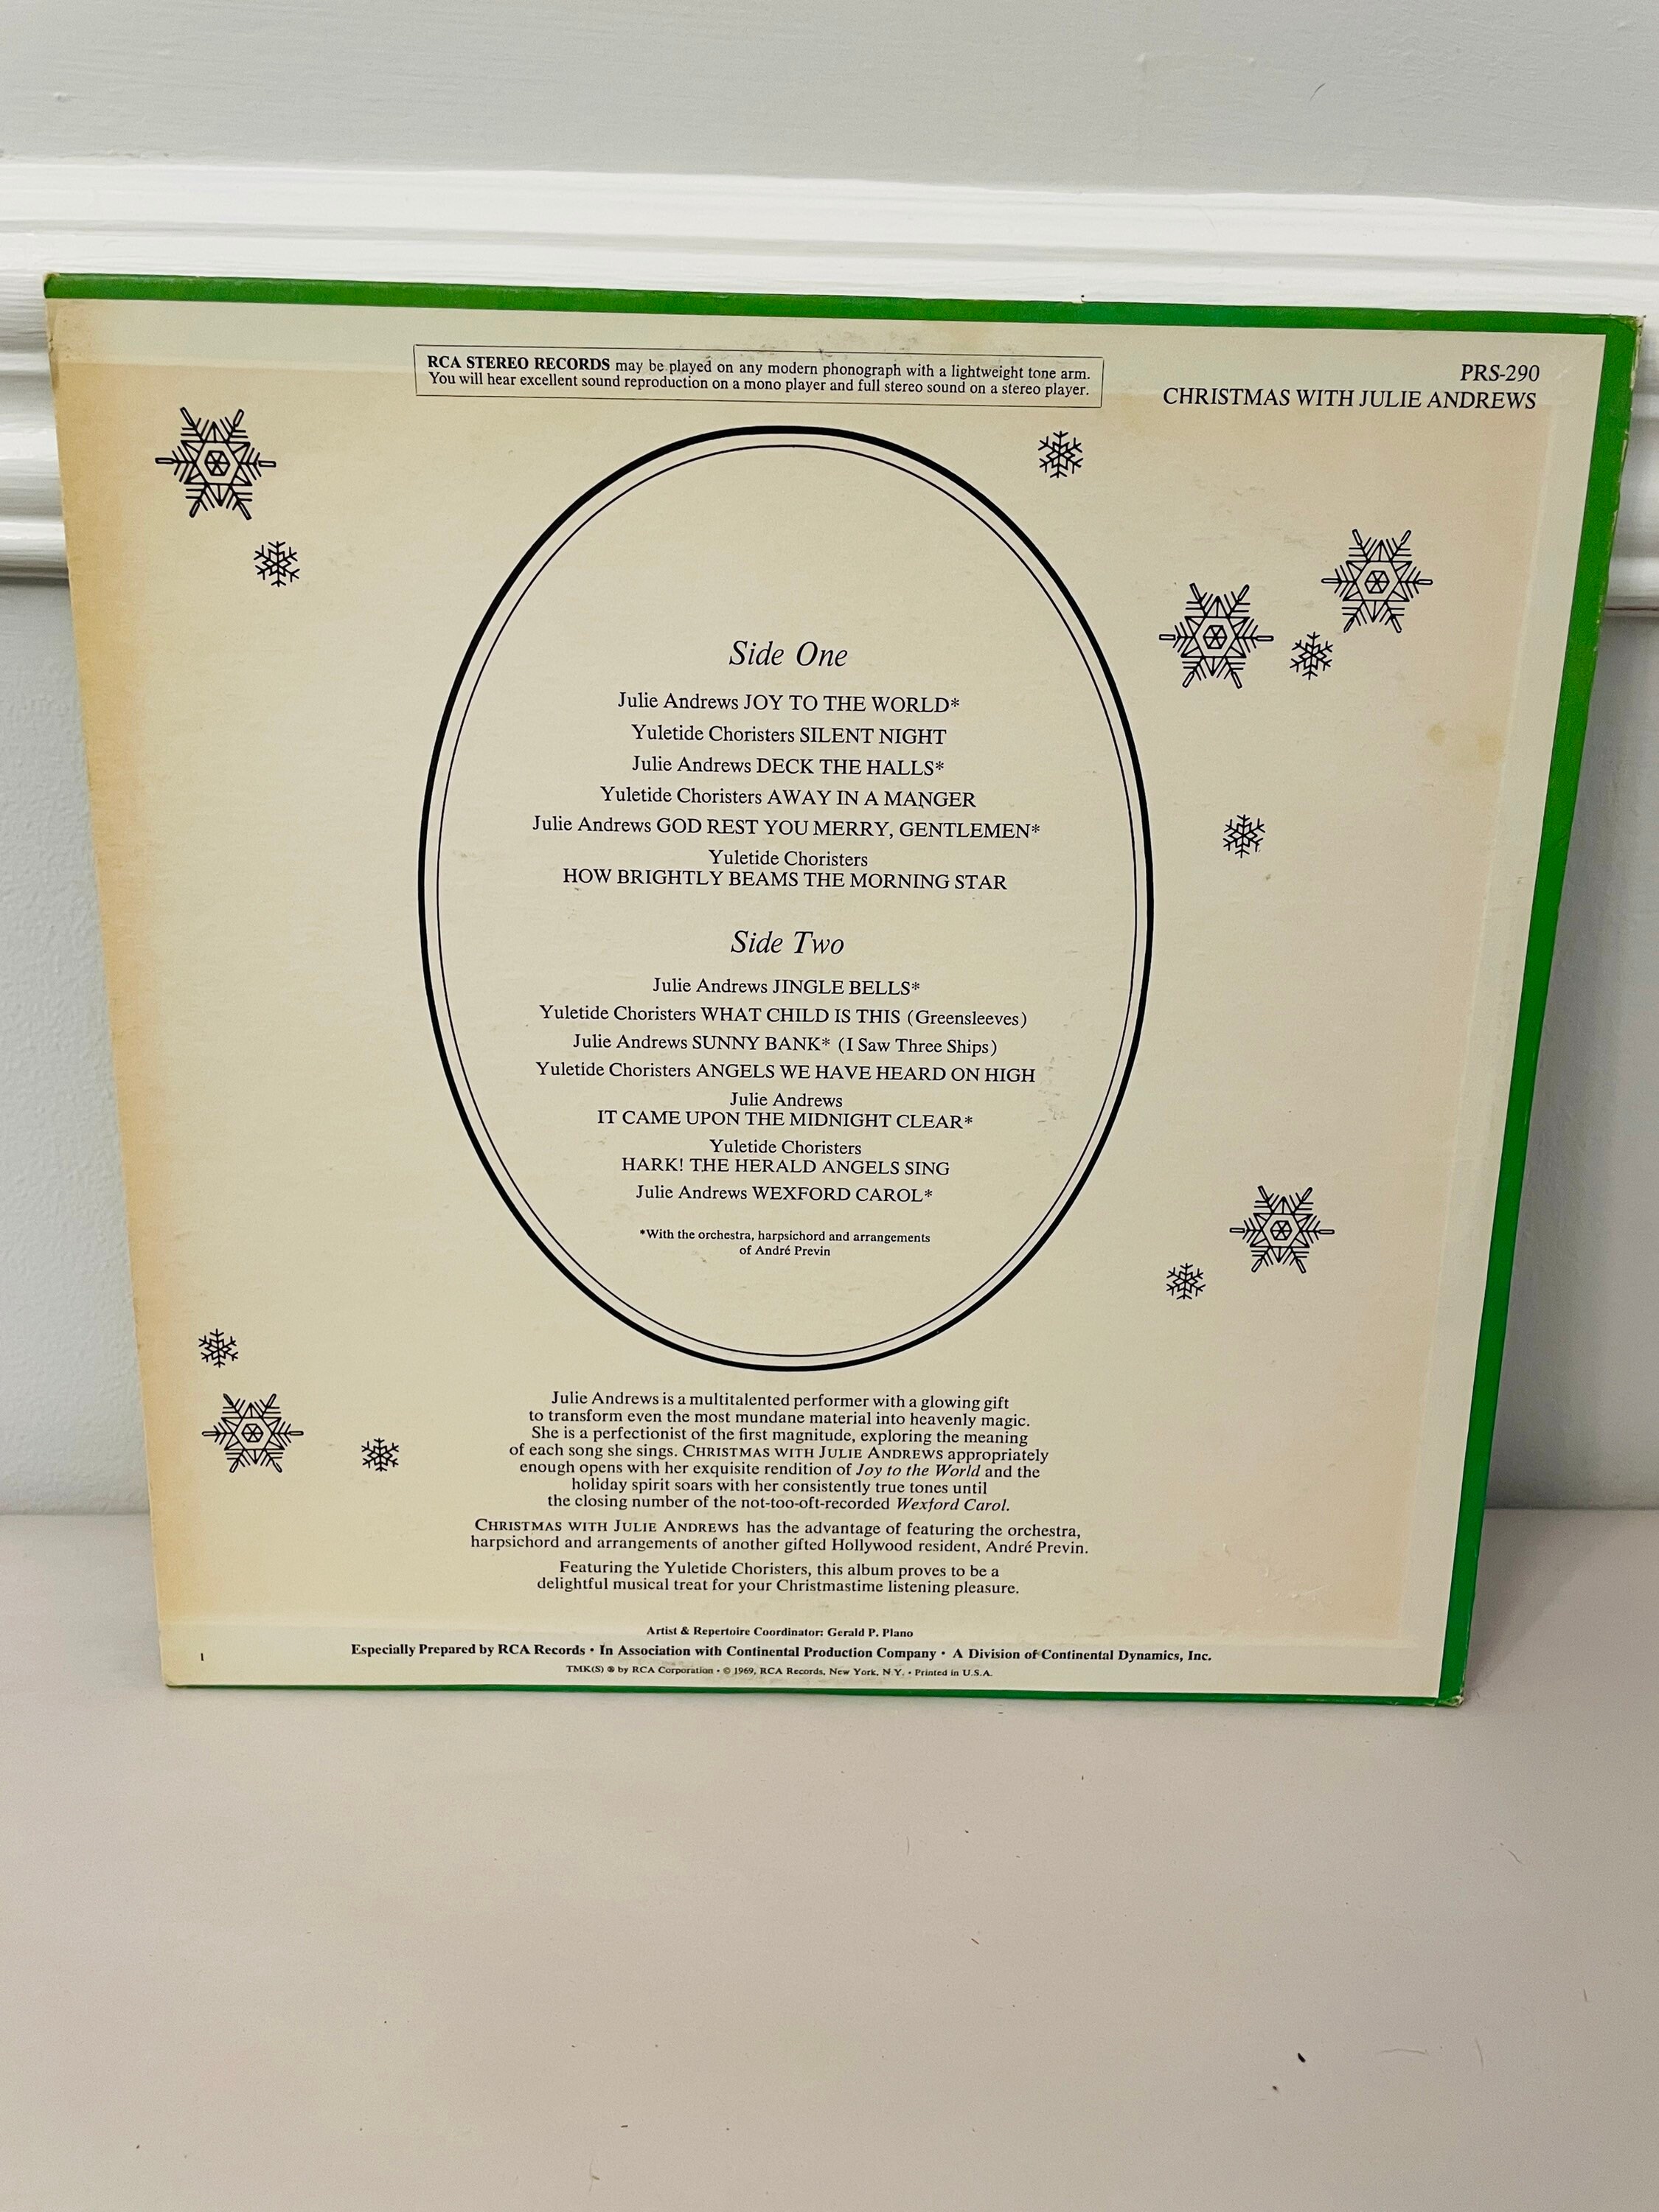 RCA STEREO RECORDS may be played on any modern phonograph with a lightweight tone arm.
You will hear excellent sound reproduction on a mono player and full stereo sound on a stereo player.
PRS-290
CHRISTMAS WITH JULIE ANDREWS
Side One
Julie Andrews JOY TO THE WORLD*
Yuletide Choristers SILENT NIGHT
Julie Andrews DECK THE HALLS*
Yuletide Choristers AWAY IN A MANGER
Julie Andrews GOD REST YOU MERRY, GENTLEMEN*
Yuletide Choristers
HOW BRIGHTLY BEAMS THE MORNING STAR
Side Two
Julie Andrews JINGLE BELLS*
Yuletide Choristers WHAT CHILD IS THIS (Greensleeves)
Julie Andrews SUNNY BANK* (I Saw Three Ships)
Yuletide Choristers ANGELS WE HAVE HEARD ON HIGH
Julie Andrews
IT CAME UPON THE MIDNIGHT CLEAR*
Yuletide Choristers
HARK! THE HERALD ANGELS SING
Julie Andrews WEXFORD CAROL*
*With the orchestra, harpsichord and arrangements
of André Previn
Julie Andrews is a multitalented performer with a glowing gift
to transform even the most mundane material into heavenly magic.
She is a perfectionist of the first magnitude, exploring the meaning
of each song she sings. CHRISTMAS WITH JULIE ANDREWS appropriately
enough opens with her exquisite rendition of Joy to the World and the
holiday spirit soars with her consistently true tones until
the closing number of the not-too-oft-recorded Wexford Carol.
CHRISTMAS WITH JULIE ANDREWS has the advantage of featuring the orchestra,
harpsichord and arrangements of another gifted Hollywood resident, André Previn.
Featuring the Yuletide Choristers, this album proves to be a
delightful musical treat for your Christmastime listening pleasure.
Artist & Repertoire Coordinator: Gerald P. Plano
Especially Prepared by RCA Records • In Association with Continental Production Company • A Division of Continental Dynamics, Inc.
1
TMK(S) ® by RCA Corporation • © 1969, RCA Records, New York, N.Y. • Printed in U.S.A.